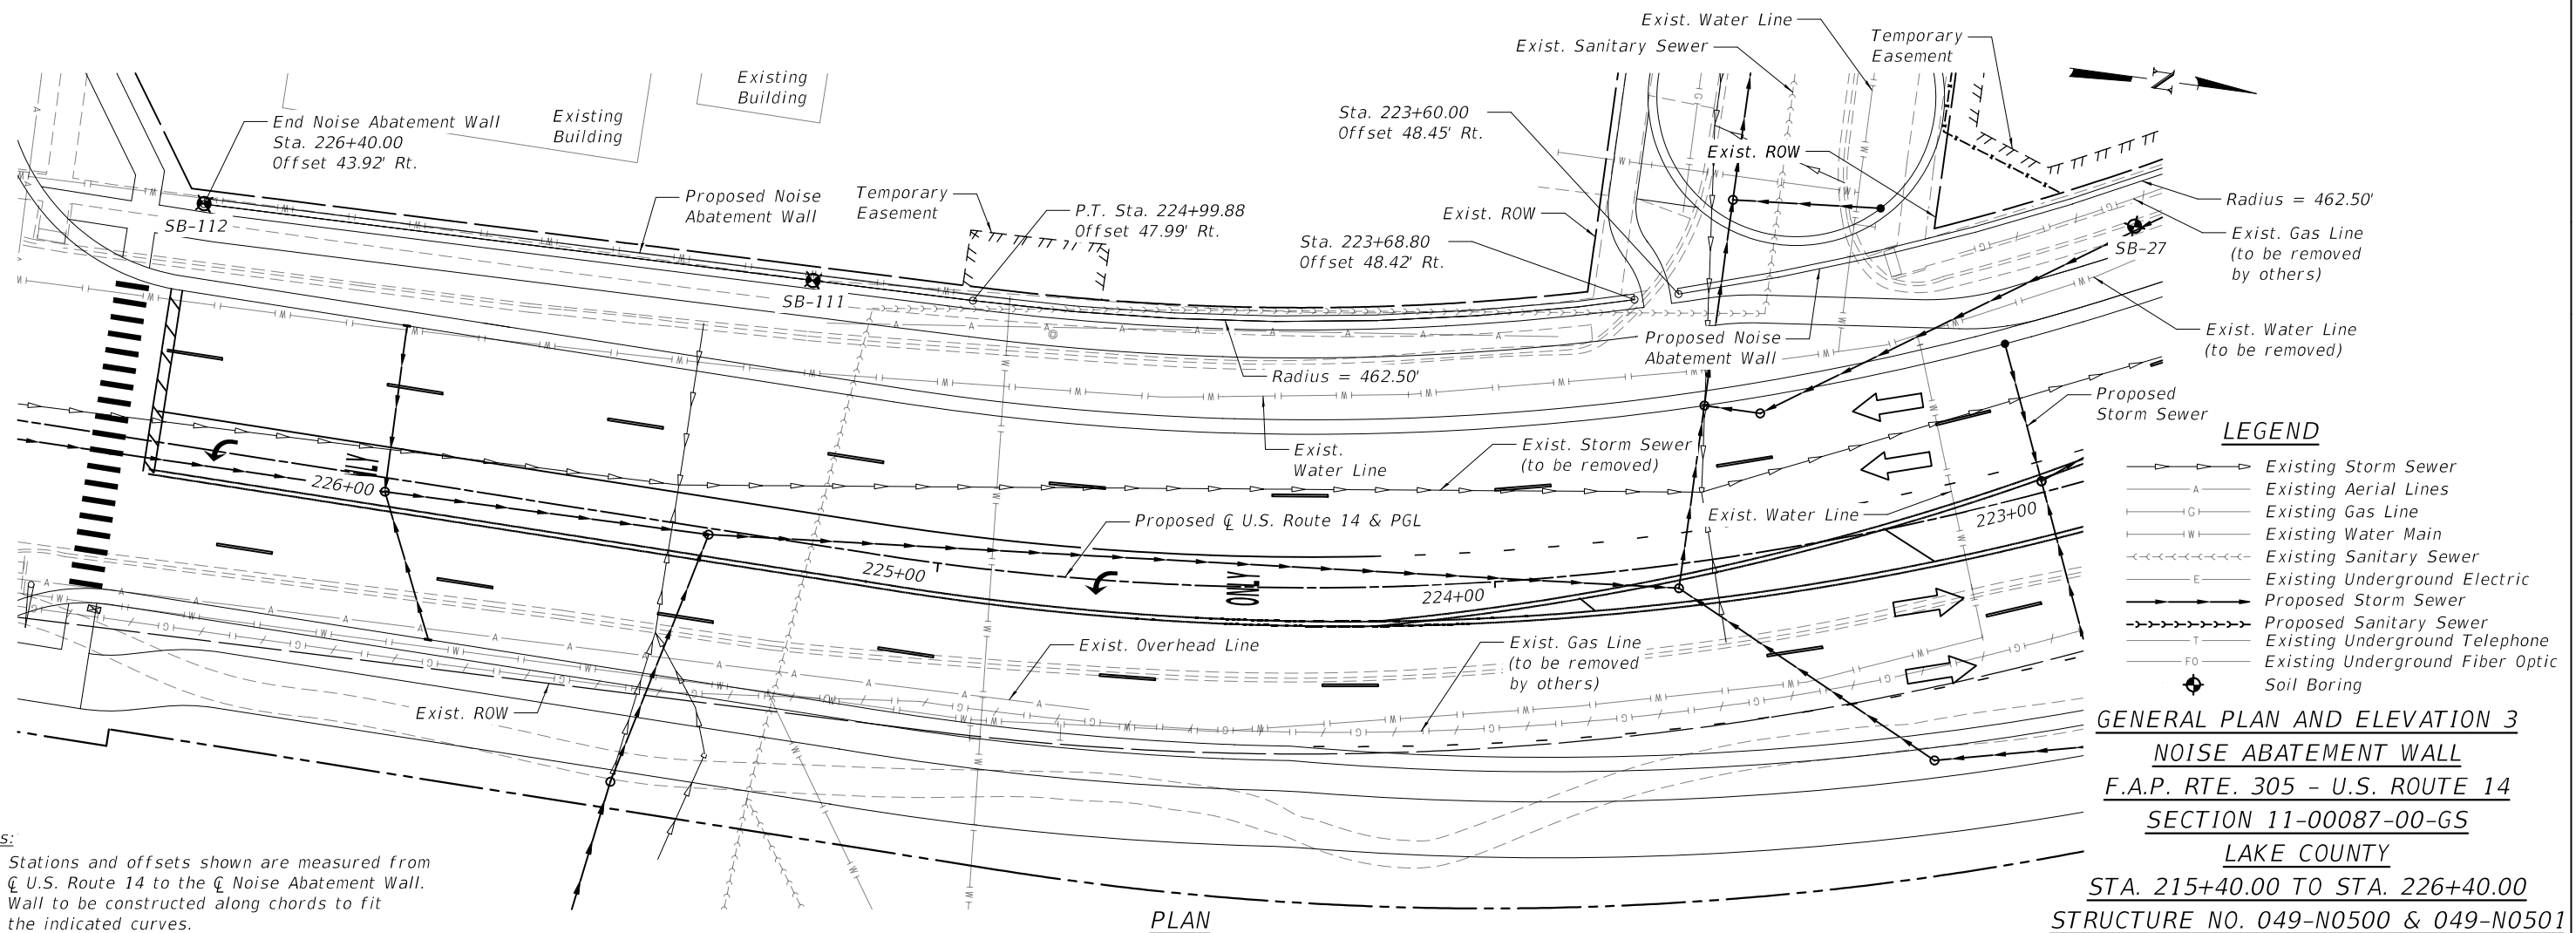 Exist. Water Line
Exist. Sanitary Sewer
Temporary
Easement
N
Existing
Building
Existing
Building
End Noise Abatement Wall
Sta. 226+40.00
Offset 43.92' Rt.
Sta. 223+60.00
Offset 48.45' Rt.
Exist. ROW
SB-112
Proposed Noise
Abatement Wall
Temporary
Easement
P.T. Sta. 224+99.88
Offset 47.99' Rt.
Exist. ROW
Sta. 223+68.80
Offset 48.42' Rt.
Radius = 462.50'
Exist. Gas Line
(to be removed
by others)
SB-27
SB-111
Proposed Noise
Abatement Wall
Exist. Water Line
(to be removed)
Radius = 462.50'
Proposed
Storm Sewer
Exist.
Water Line
Exist. Storm Sewer
(to be removed)
226+00
ONLY
Proposed ℄ U.S. Route 14 & PGL
Exist. Water Line
223+00
225+00
224+00
ONLY
Exist. Overhead Line
Exist. Gas Line
(to be removed
by others)
Exist. ROW
LEGEND
Existing Storm Sewer
A Existing Aerial Lines
G Existing Gas Line
W Existing Water Main
Existing Sanitary Sewer
E Existing Underground Electric
Proposed Storm Sewer
Proposed Sanitary Sewer
T Existing Underground Telephone
FO Existing Underground Fiber Optic
Soil Boring
GENERAL PLAN AND ELEVATION 3
NOISE ABATEMENT WALL
F.A.P. RTE. 305 - U.S. ROUTE 14
SECTION 11-00087-00-GS
LAKE COUNTY
STA. 215+40.00 TO STA. 226+40.00
STRUCTURE NO. 049-N0500 & 049-N0501
s:
Stations and offsets shown are measured from
℄ U.S. Route 14 to the ℄ Noise Abatement Wall.
Wall to be constructed along chords to fit
the indicated curves.
PLAN